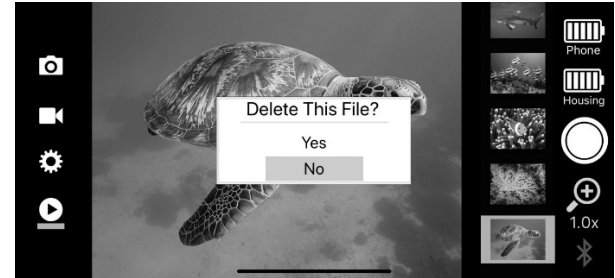 Delete This File?
Yes
No
Phone
Housing
1.0x